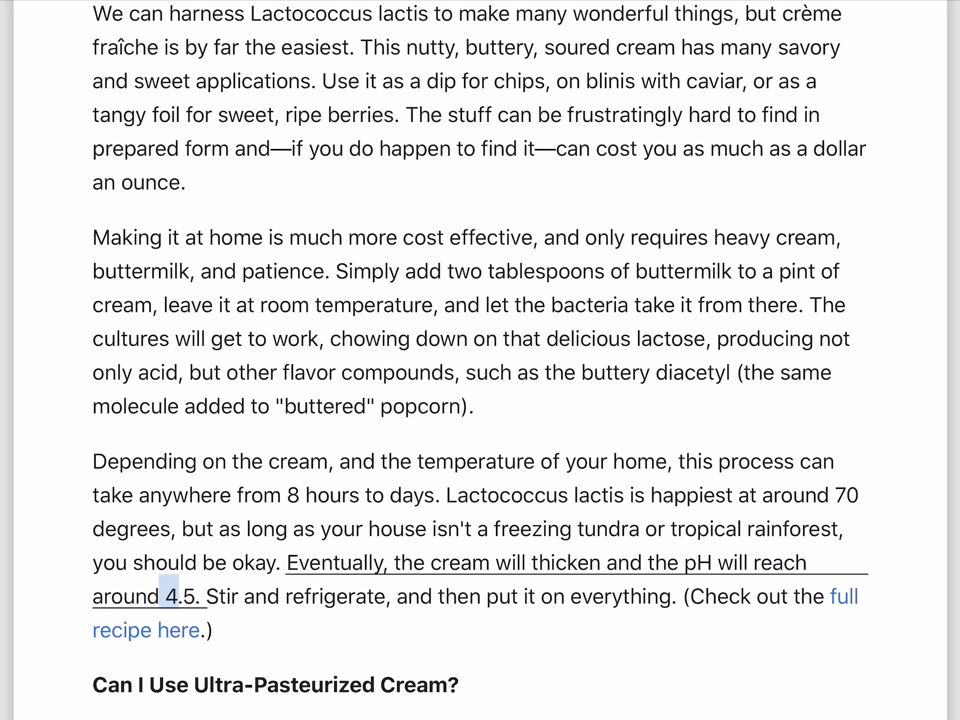 We can harness Lactococcus lactis to make many wonderful things, but crème
fraîche is by far the easiest. This nutty, buttery, soured cream has many savory
and sweet applications. Use it as a dip for chips, on blinis with caviar, or as a
tangy foil for sweet, ripe berries. The stuff can be frustratingly hard to find in
prepared form and—if you do happen to find it—can cost you as much as a dollar
an ounce.
Making it at home is much more cost effective, and only requires heavy cream,
buttermilk, and patience. Simply add two tablespoons of buttermilk to a pint of
cream, leave it at room temperature, and let the bacteria take it from there. The
cultures will get to work, chowing down on that delicious lactose, producing not
only acid, but other flavor compounds, such as the buttery diacetyl (the same
molecule added to "buttered" popcorn).
Depending on the cream, and the temperature of your home, this process can
take anywhere from 8 hours to days. Lactococcus lactis is happiest at around 70
degrees, but as long as your house isn't a freezing tundra or tropical rainforest,
you should be okay. Eventually, the cream will thicken and the pH will reach
around 4.5. Stir and refrigerate, and then put it on everything. (Check out the full
recipe here.)
Can I Use Ultra-Pasteurized Cream?